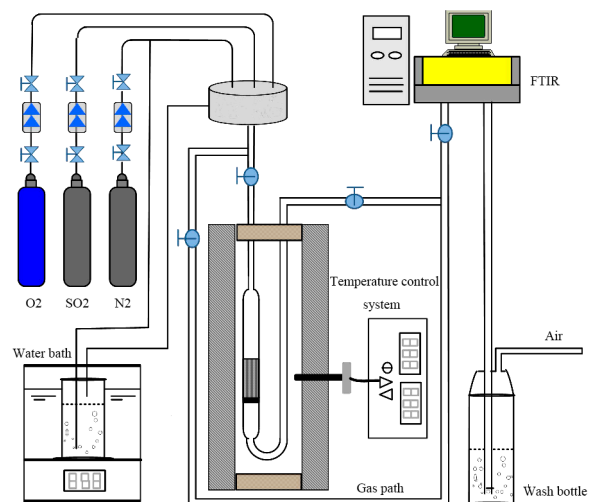 FTIR
O2
SO2
N2
Temperature control
system
Water bath
Air
Gas path
Wash bottle